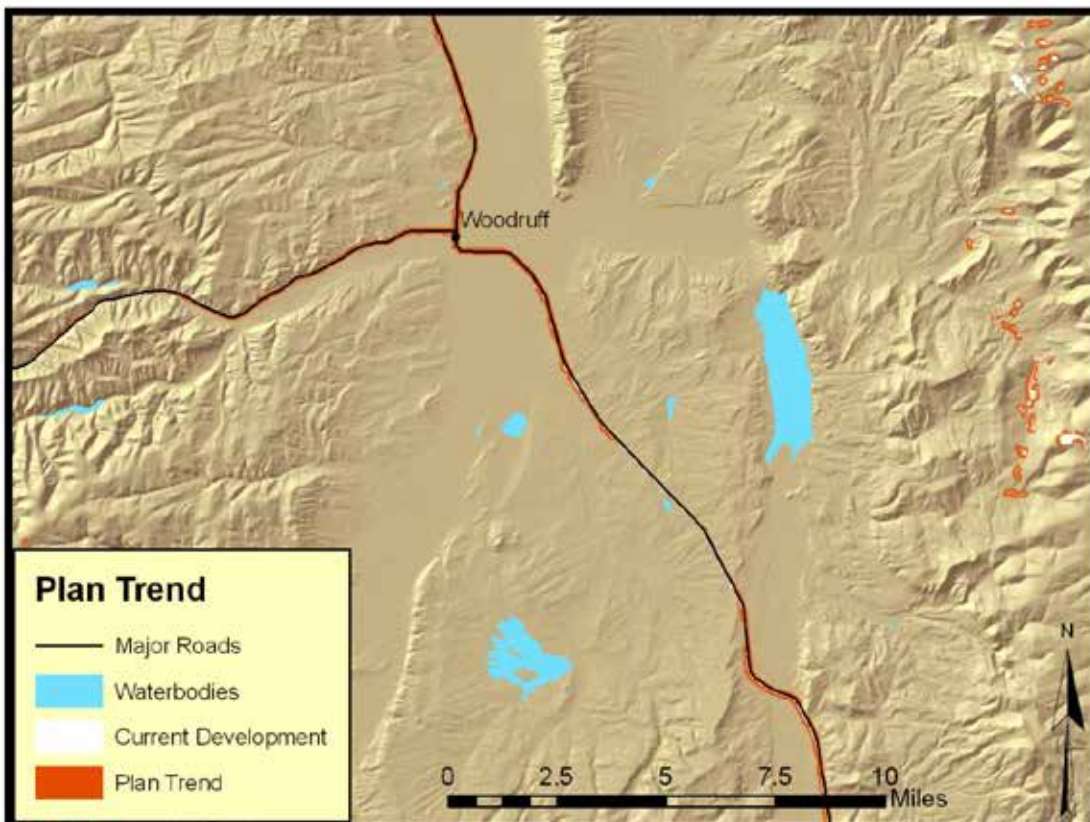 Woodruff
Plan Trend
Major Roads
Waterbodies
Current Development
Plan Trend
N
0 2.5 5 7.5 10
Miles